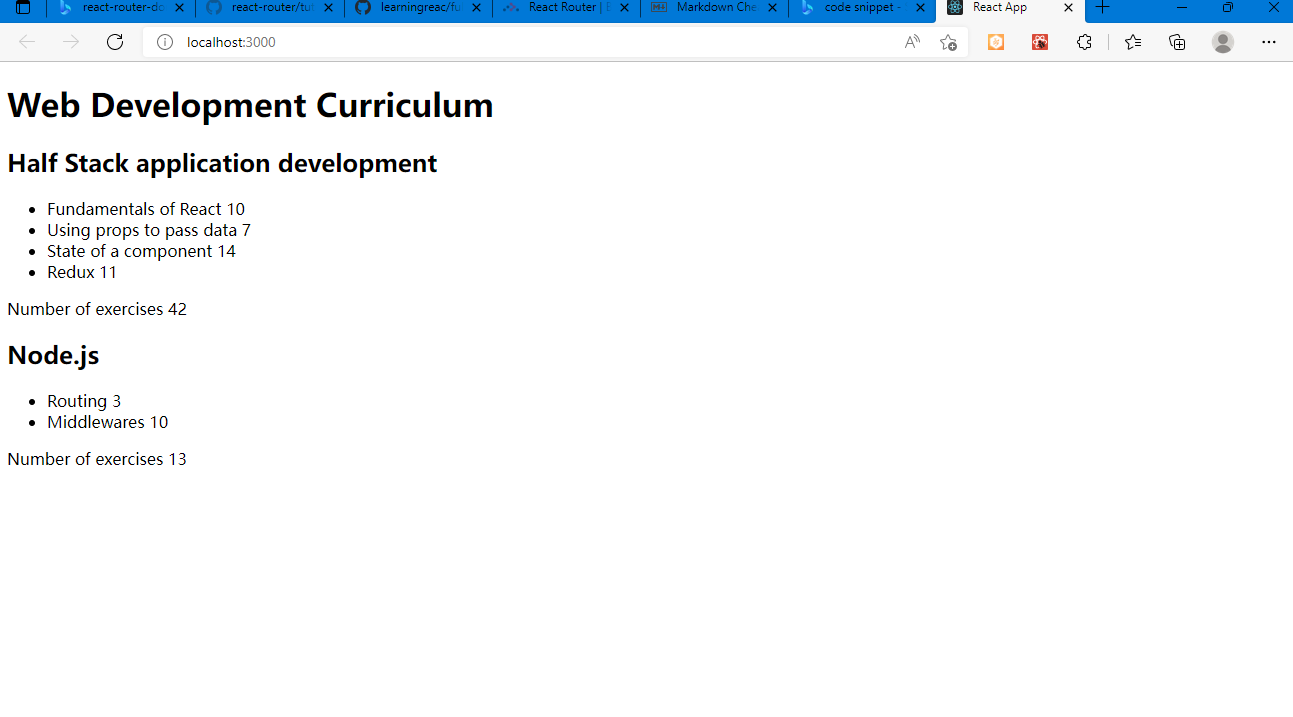 react-router-do
react-router/tut
learningreac/fu
React Router | E
Markdown Che
code snippet -
React App
localhost:3000
Web Development Curriculum
Half Stack application development
Fundamentals of React 10
Using props to pass data 7
State of a component 14
Redux 11
Number of exercises 42
Node.js
Routing 3
Middlewares 10
Number of exercises 13